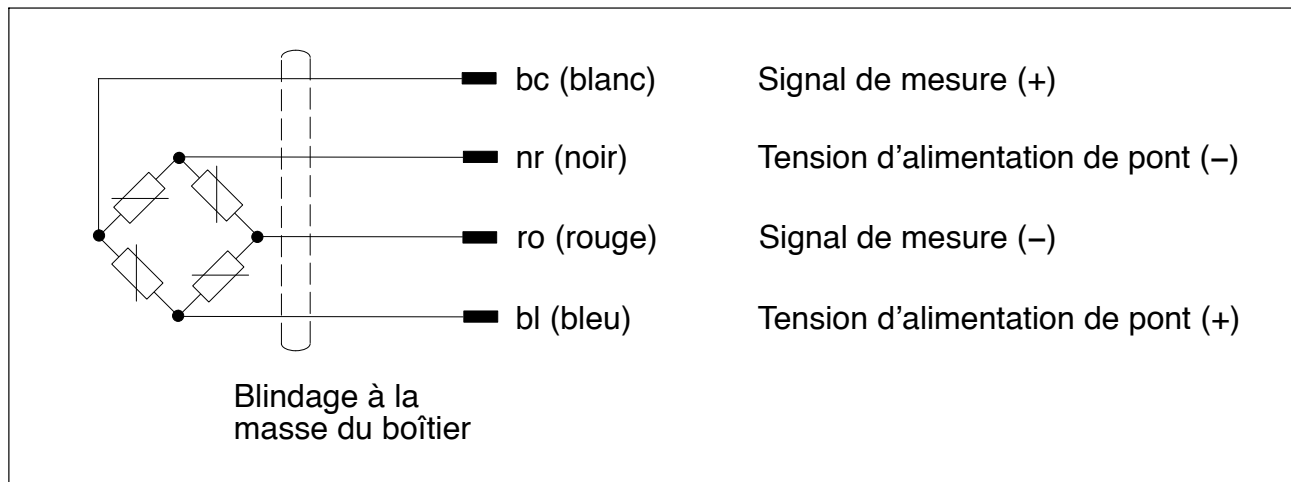 bc (blanc) Signal de mesure (+)
nr (noir) Tension d’alimentation de pont (–)
ro (rouge) Signal de mesure (–)
bl (bleu) Tension d’alimentation de pont (+)
Blindage à la
masse du boîtier